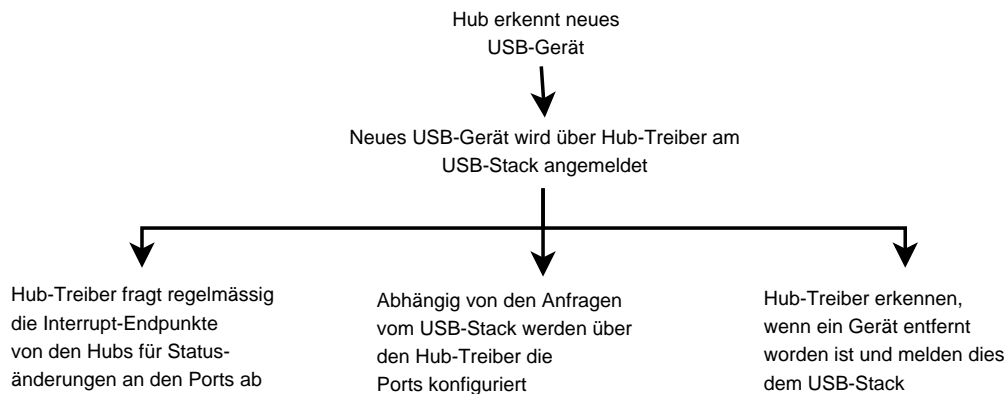 Hub erkennt neues
USB-Gerät
Neues USB-Gerät wird über Hub-Treiber am
USB-Stack angemeldet
Hub-Treiber fragt regelmässig
die Interrupt-Endpunkte
von den Hubs für Status-
änderungen an den Ports ab
Abhängig von den Anfragen
vom USB-Stack werden über
den Hub-Treiber die
Ports konfiguriert
Hub-Treiber erkennen,
wenn ein Gerät entfernt
worden ist und melden dies
dem USB-Stack